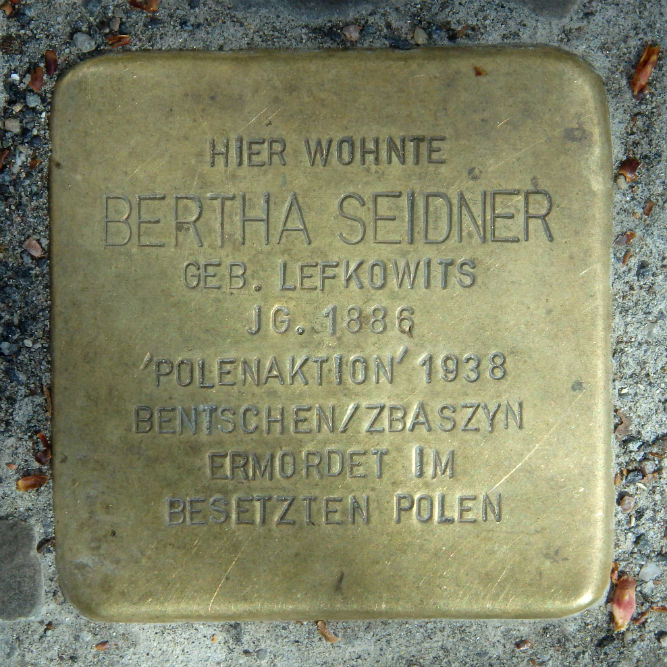 HIER WOHNTE
BERTHA SEIDNER
GEB. LEFKOWITS
JG. 1886
'POLENAKTION' 1938
BENTSCHEN/ZBASZYN
ERMORDET IM
BESETZTEN POLEN